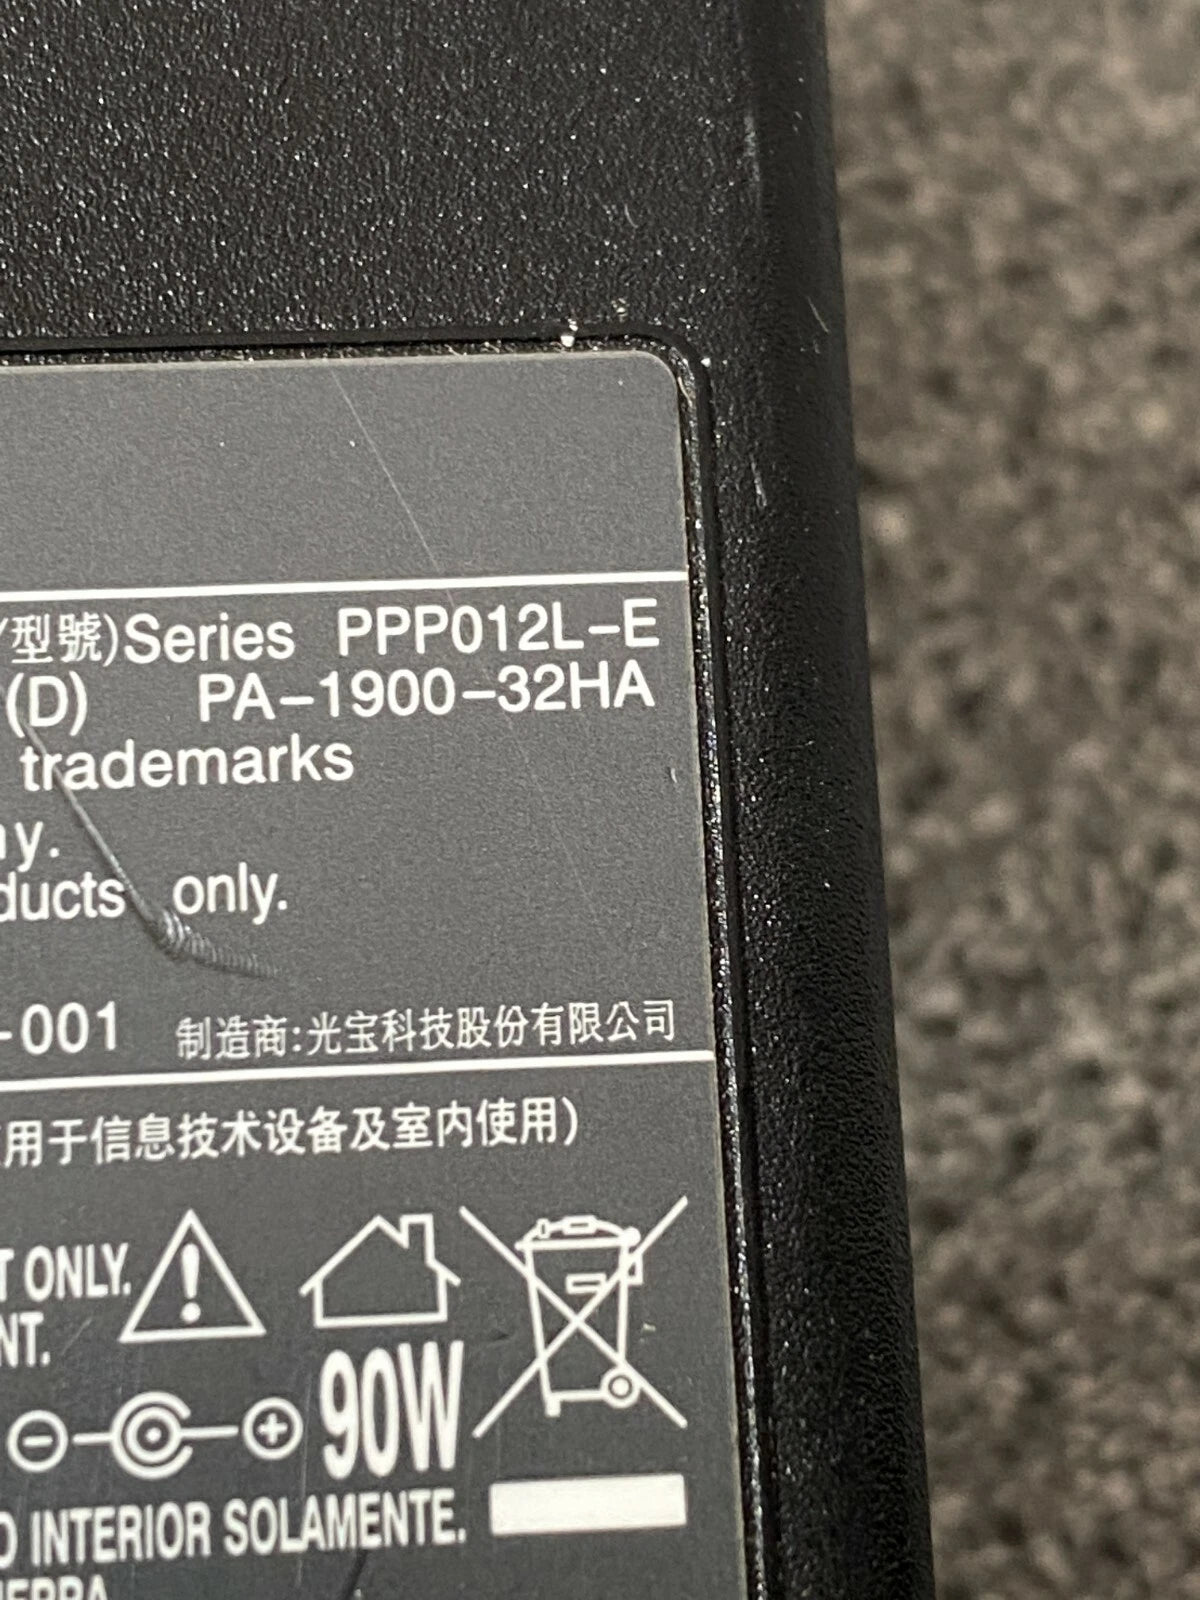 型號)Series PPP012L-E
(D) PA-1900-32HA
trademarks
ny.
ducts only.
-001 制造商:光宝科技股份有限公司
用于信息技术设备及室内使用)
T ONLY.
NT.
90W
O INTERIOR SOLAMENTE.